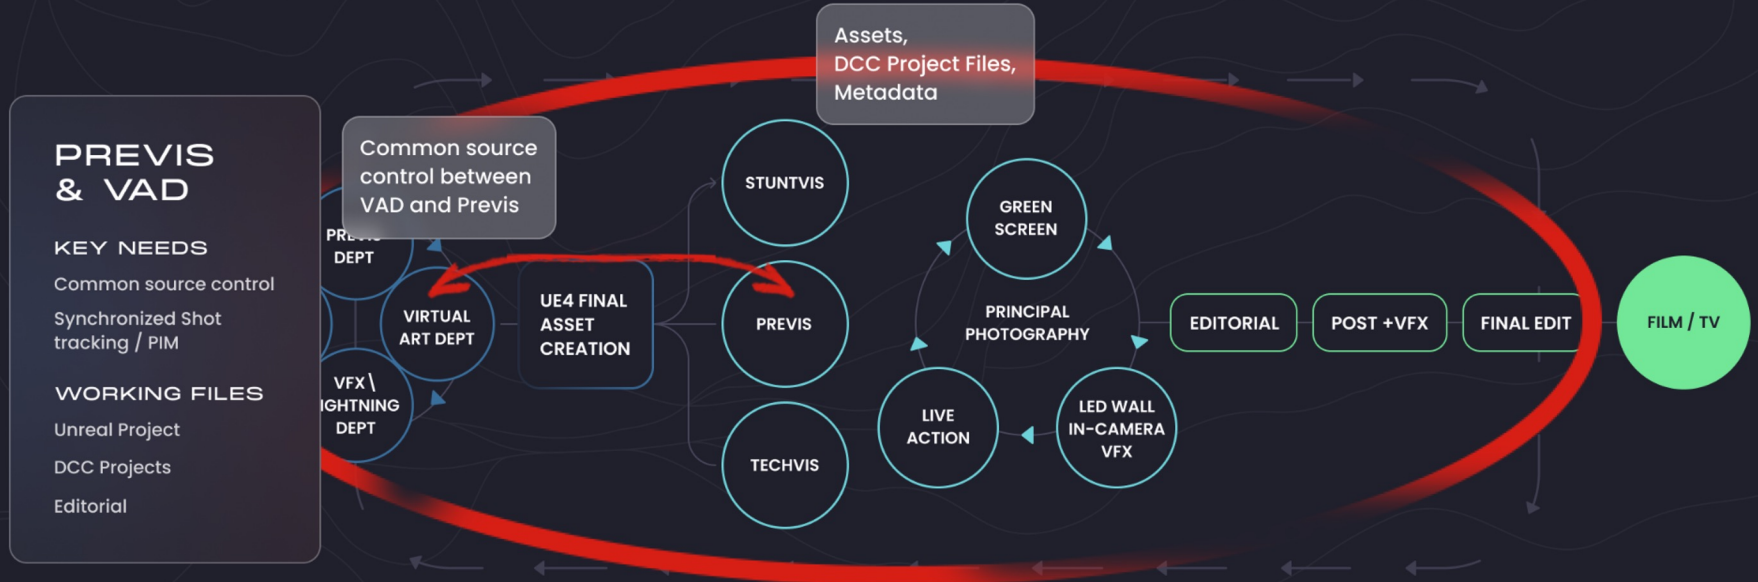 Assets,
DCC Project Files,
Metadata
PREVIS
& VAD
KEY NEEDS
Common source control
Synchronized Shot
tracking / PIM
WORKING FILES
Unreal Project
DCC Projects
Editorial
Common source
control between
VAD and Previs
DEPT
VIRTUAL
ART DEPT
VFX\
IGHTNING
DEPT
UE4 FINAL
ASSET
CREATION
STUNTVIS
PREVIS
TECHVIS
GREEN
SCREEN
PRINCIPAL
PHOTOGRAPHY
LIVE
ACTION
LED WALL
IN-CAMERA
VFX
EDITORIAL
POST +VFX
FINAL EDIT
FILM / TV